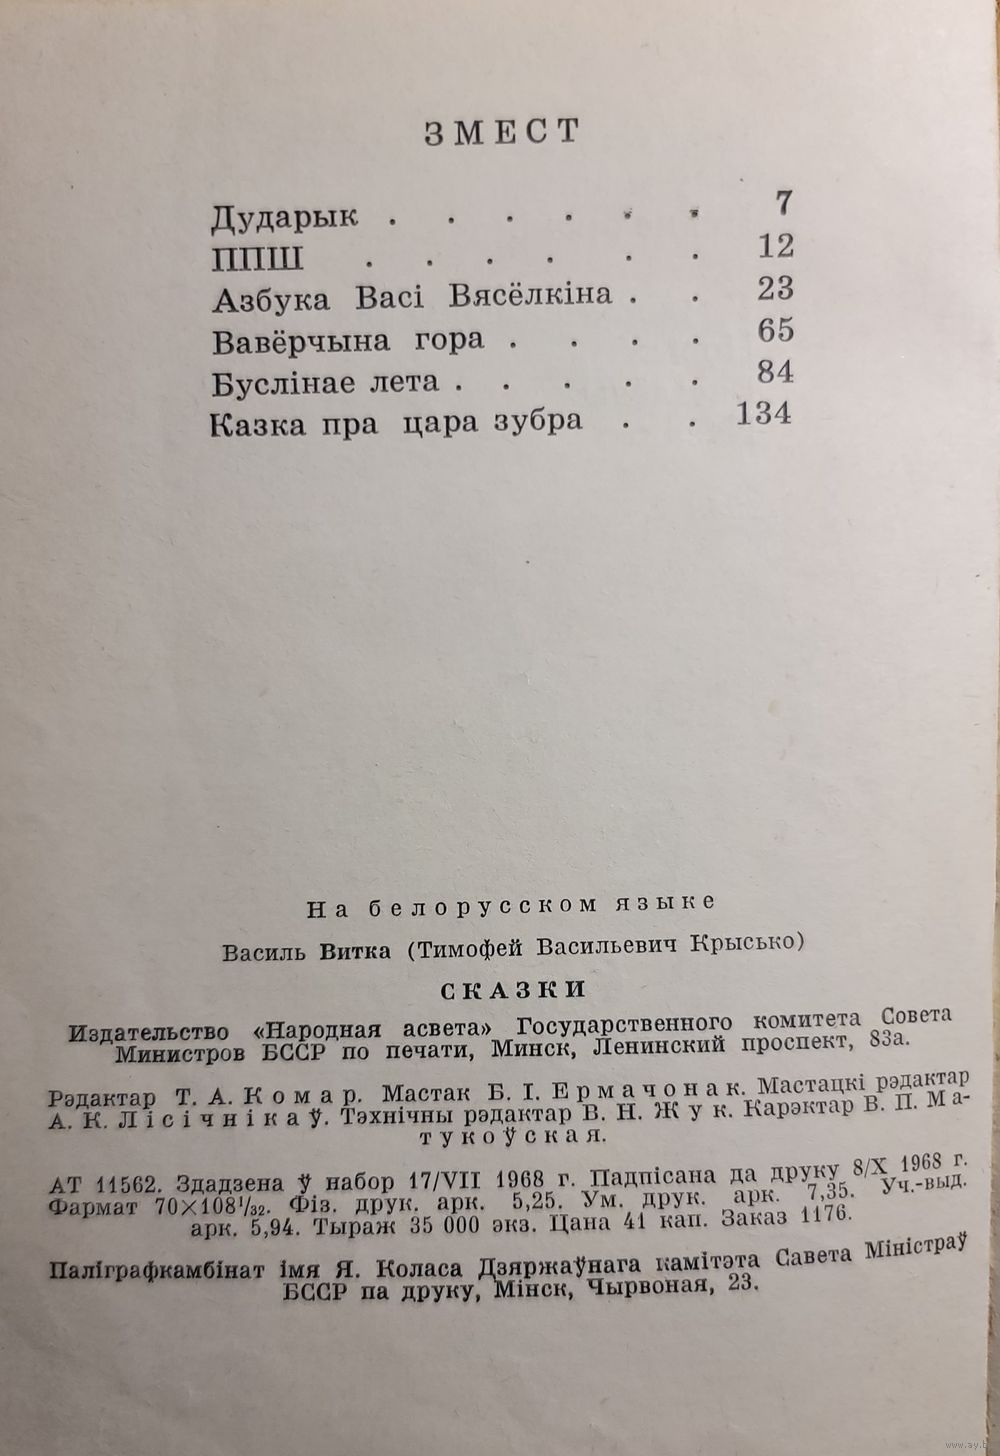 ЗМЕСТ
Дударык . . . . . . 7
ППШ . . . . . . 12
Азбука Васі Вясёлкіна . . 23
Вавёрчына гора . . . . 65
Буслінае лета . . . . . 84
Казка пра цара зубра . . 134
На белорусском языке
Василь Витка (Тимофей Васильевич Крысько)
СКАЗКИ
Издательство «Народная асвета» Государственного комитета Совета
Министров БССР по печати, Минск, Ленинский проспект, 83а.
Рэдактар Т. А. Комар. Мастак Б. І. Ермачонак. Мастацкі рэдактар
А. К. Лісічнікаў. Тэхнічны рэдактар В. Н. Жук. Карэктар В. П. Ма-
тукоўская.
АТ 11562. Здадзена ў набор 17/VII 1968 г. Падпісана да друку 8/X 1968 г.
Фармат 70×108¹/₃₂. Фіз. друк. арк. 5,25. Ум. друк. арк. 7,35. Уч.-выд.
арк. 5,94. Тыраж 35 000 экз. Цана 41 кап. Заказ 1176.
Паліграфкамбінат імя Я. Коласа Дзяржаўнага камітэта Савета Міністраў
БССР па друку, Мінск, Чырвоная, 23.